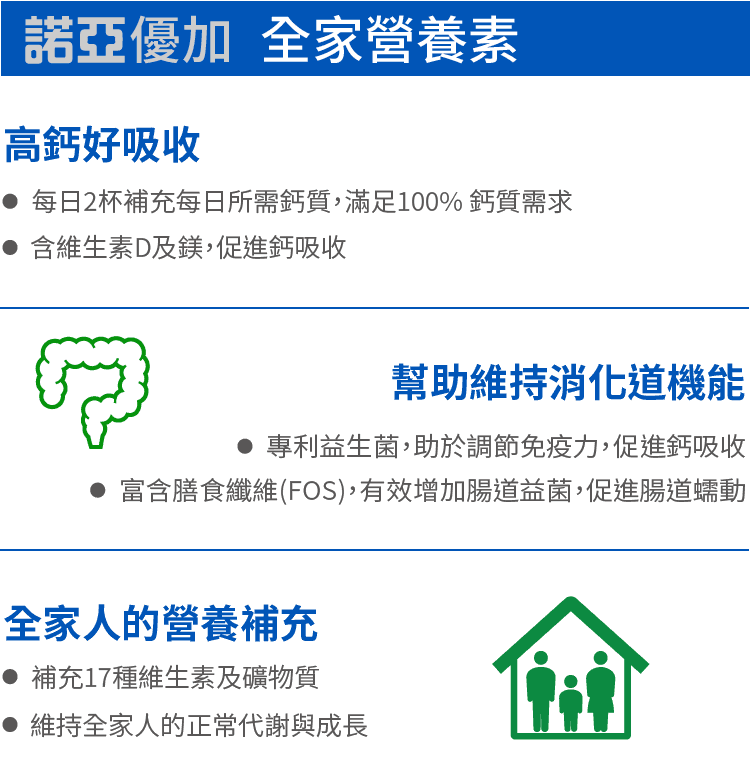 諾亞優加 全家營養素
高鈣好吸收
● 每日2杯補充每日所需鈣質，滿足100% 鈣質需求
● 含維生素D及鎂，促進鈣吸收
幫助維持消化道機能
● 專利益生菌，助於調節免疫力，促進鈣吸收
● 富含膳食纖維(FOS)，有效增加腸道益菌，促進腸道蠕動
全家人的營養補充
● 補充17種維生素及礦物質
● 維持全家人的正常代謝與成長